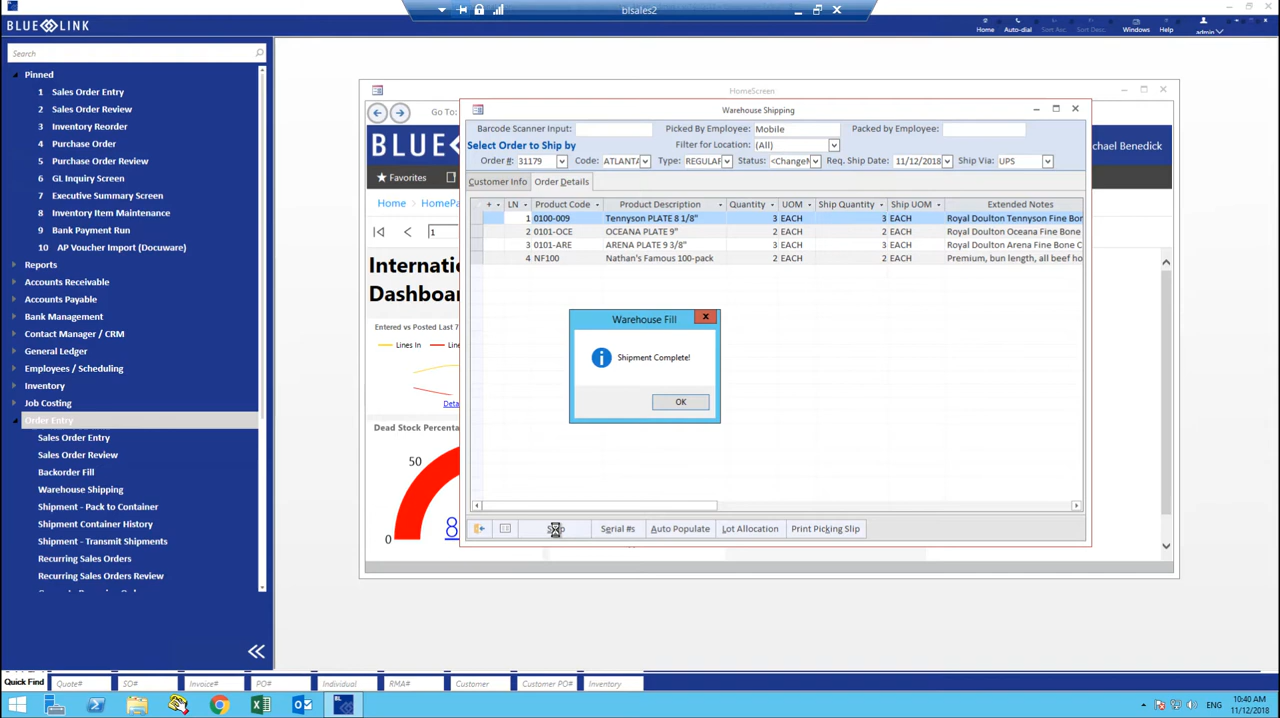 blsales2
BLUE LINK
Home Auto-dial Sort Asc. Sort Desc. Windows Help admin
Search
Pinned
1 Sales Order Entry
2 Sales Order Review
3 Inventory Reorder
4 Purchase Order
5 Purchase Order Review
6 GL Inquiry Screen
7 Executive Summary Screen
8 Inventory Item Maintenance
9 Bank Payment Run
10 AP Voucher Import (Docuware)
Reports
Accounts Receivable
Accounts Payable
Bank Management
Contact Manager / CRM
General Ledger
Employees / Scheduling
Inventory
Job Costing
Order Entry
Sales Order Entry
Sales Order Review
Backorder Fill
Warehouse Shipping
Shipment - Pack to Container
Shipment Container History
Shipment - Transmit Shipments
Recurring Sales Orders
Recurring Sales Orders Review
HomeScreen
Go To:
BLUE
Michael Benedick
Favorites
Home HomePa
1
Internatio
Dashboar
Entered vs Posted Last 7
Lines In Line
Deta
Dead Stock Percenta
50
0
8
Warehouse Shipping
Barcode Scanner Input: Picked By Employee: Mobile Packed by Employee:
Select Order to Ship by Filter for Location: (All)
Order #: 31179 Code: ATLANTA Type: REGULAR Status: <ChangeM Req. Ship Date: 11/12/2018 Ship Via: UPS
Customer Info Order Details
+ LN Product Code Product Description Quantity UOM Ship Quantity Ship UOM Extended Notes
1 0100-009 Tennyson PLATE 8 1/8" 3 EACH 3 EACH Royal Doulton Tennyson Fine Bon
2 0101-OCE OCEANA PLATE 9" 2 EACH 2 EACH Royal Doulton Oceana Fine Bone
3 0101-ARE ARENA PLATE 9 3/8" 2 EACH 2 EACH Royal Doulton Arena Fine Bone C
4 NF100 Nathan's Famous 100-pack 2 EACH 2 EACH Premium, bun length, all beef ho
Warehouse Fill
Shipment Complete!
OK
Serial #s Auto Populate Lot Allocation Print Picking Slip
Quick Find Quote# SO# Invoice# PO# Individual RMA# Customer Customer PO# Inventory
ENG
10:40 AM
11/12/2018